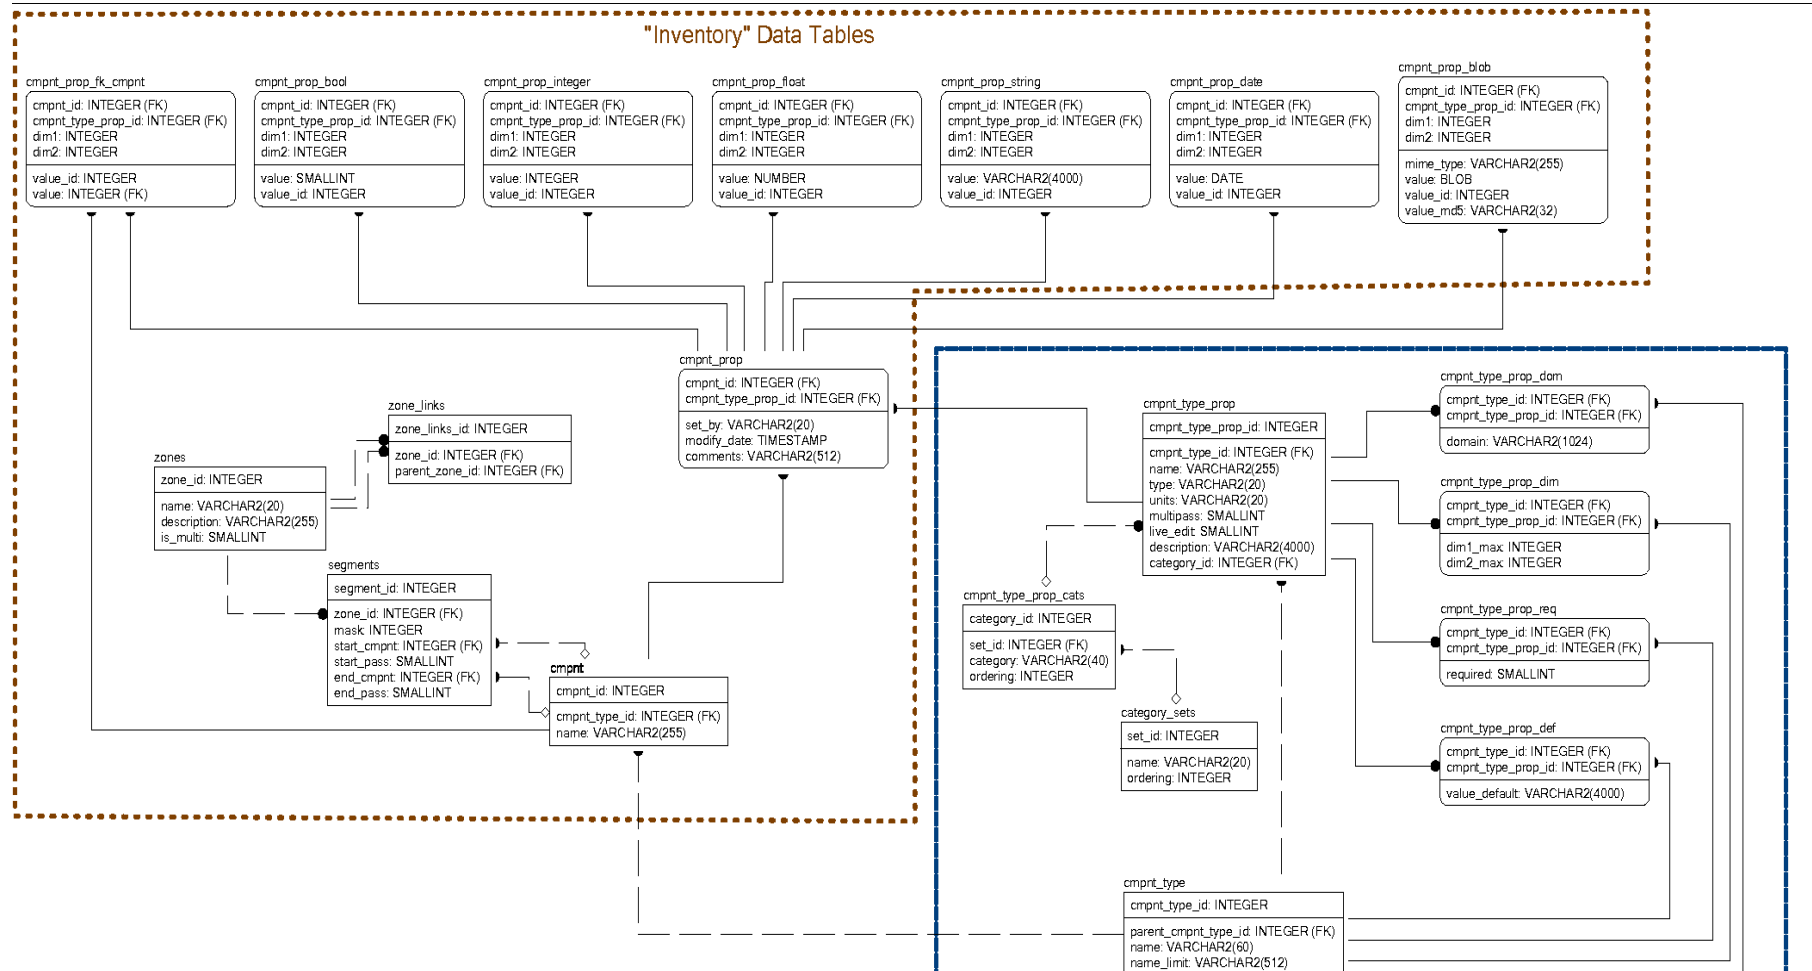 "Inventory" Data Tables
cmpnt_prop_fk_cmpnt
cmpnt_id: INTEGER (FK)
cmpnt_type_prop_id: INTEGER (FK)
dim1: INTEGER
dim2: INTEGER
value_id: INTEGER
value: INTEGER (FK)
cmpnt_prop_bool
cmpnt_id: INTEGER (FK)
cmpnt_type_prop_id: INTEGER (FK)
dim1: INTEGER
dim2: INTEGER
value: SMALLINT
value_id: INTEGER
cmpnt_prop_integer
cmpnt_id: INTEGER (FK)
cmpnt_type_prop_id: INTEGER (FK)
dim1: INTEGER
dim2: INTEGER
value: INTEGER
value_id: INTEGER
cmpnt_prop_float
cmpnt_id: INTEGER (FK)
cmpnt_type_prop_id: INTEGER (FK)
dim1: INTEGER
dim2: INTEGER
value: NUMBER
value_id: INTEGER
cmpnt_prop_string
cmpnt_id: INTEGER (FK)
cmpnt_type_prop_id: INTEGER (FK)
dim1: INTEGER
dim2: INTEGER
value: VARCHAR2(4000)
value_id: INTEGER
cmpnt_prop_date
cmpnt_id: INTEGER (FK)
cmpnt_type_prop_id: INTEGER (FK)
dim1: INTEGER
dim2: INTEGER
value: DATE
value_id: INTEGER
cmpnt_prop_blob
cmpnt_id: INTEGER (FK)
cmpnt_type_prop_id: INTEGER (FK)
dim1: INTEGER
dim2: INTEGER
mime_type: VARCHAR2(255)
value: BLOB
value_id: INTEGER
value_md5: VARCHAR2(32)
cmpnt_prop
cmpnt_id: INTEGER (FK)
cmpnt_type_prop_id: INTEGER (FK)
set_by: VARCHAR2(20)
modify_date: TIMESTAMP
comments: VARCHAR2(512)
zone_links
zone_links_id: INTEGER
zone_id: INTEGER (FK)
parent_zone_id: INTEGER (FK)
zones
zone_id: INTEGER
name: VARCHAR2(20)
description: VARCHAR2(255)
is_multi: SMALLINT
segments
segment_id: INTEGER
zone_id: INTEGER (FK)
mask: INTEGER
start_cmpnt: INTEGER (FK)
start_pass: SMALLINT
end_cmpnt: INTEGER (FK)
end_pass: SMALLINT
cmpnt
cmpnt_id: INTEGER
cmpnt_type_id: INTEGER (FK)
name: VARCHAR2(255)
cmpnt_type_prop
cmpnt_type_prop_id: INTEGER
cmpnt_type_id: INTEGER (FK)
name: VARCHAR2(255)
type: VARCHAR2(20)
units: VARCHAR2(20)
multipass: SMALLINT
live_edit: SMALLINT
description: VARCHAR2(4000)
category_id: INTEGER (FK)
cmpnt_type_prop_cats
category_id: INTEGER
set_id: INTEGER (FK)
category: VARCHAR2(40)
ordering: INTEGER
category_sets
set_id: INTEGER
name: VARCHAR2(20)
ordering: INTEGER
cmpnt_type_prop_dom
cmpnt_type_id: INTEGER (FK)
cmpnt_type_prop_id: INTEGER (FK)
domain: VARCHAR2(1024)
cmpnt_type_prop_dim
cmpnt_type_id: INTEGER (FK)
cmpnt_type_prop_id: INTEGER (FK)
dim1_max: INTEGER
dim2_max: INTEGER
cmpnt_type_prop_req
cmpnt_type_id: INTEGER (FK)
cmpnt_type_prop_id: INTEGER (FK)
required: SMALLINT
cmpnt_type_prop_def
cmpnt_type_id: INTEGER (FK)
cmpnt_type_prop_id: INTEGER (FK)
value_default: VARCHAR2(4000)
cmpnt_type
cmpnt_type_id: INTEGER
parent_cmpnt_type_id: INTEGER (FK)
name: VARCHAR2(60)
name_limit: VARCHAR2(512)